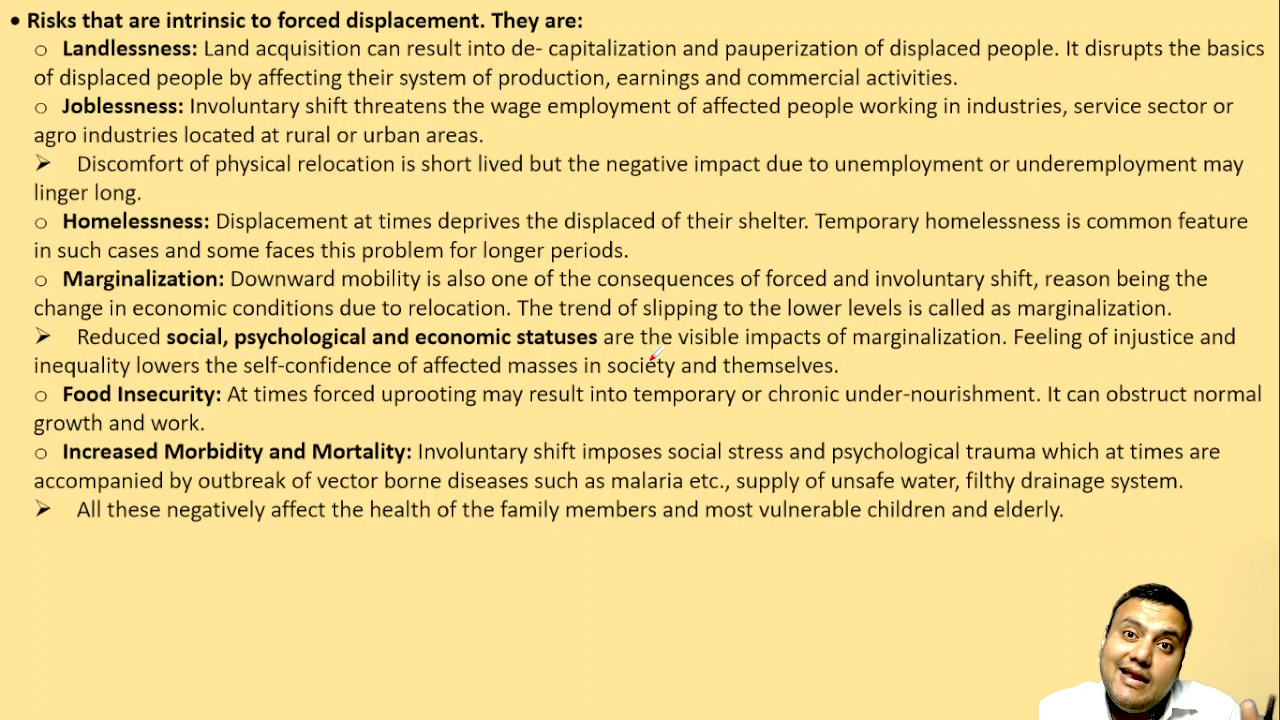 • Risks that are intrinsic to forced displacement. They are:
o Landlessness: Land acquisition can result into de- capitalization and pauperization of displaced people. It disrupts the basics
of displaced people by affecting their system of production, earnings and commercial activities.
o Joblessness: Involuntary shift threatens the wage employment of affected people working in industries, service sector or
agro industries located at rural or urban areas.
➢ Discomfort of physical relocation is short lived but the negative impact due to unemployment or underemployment may
linger long.
o Homelessness: Displacement at times deprives the displaced of their shelter. Temporary homelessness is common feature
in such cases and some faces this problem for longer periods.
o Marginalization: Downward mobility is also one of the consequences of forced and involuntary shift, reason being the
change in economic conditions due to relocation. The trend of slipping to the lower levels is called as marginalization.
➢ Reduced social, psychological and economic statuses are the visible impacts of marginalization. Feeling of injustice and
inequality lowers the self-confidence of affected masses in society and themselves.
o Food Insecurity: At times forced uprooting may result into temporary or chronic under-nourishment. It can obstruct normal
growth and work.
o Increased Morbidity and Mortality: Involuntary shift imposes social stress and psychological trauma which at times are
accompanied by outbreak of vector borne diseases such as malaria etc., supply of unsafe water, filthy drainage system.
➢ All these negatively affect the health of the family members and most vulnerable children and elderly.